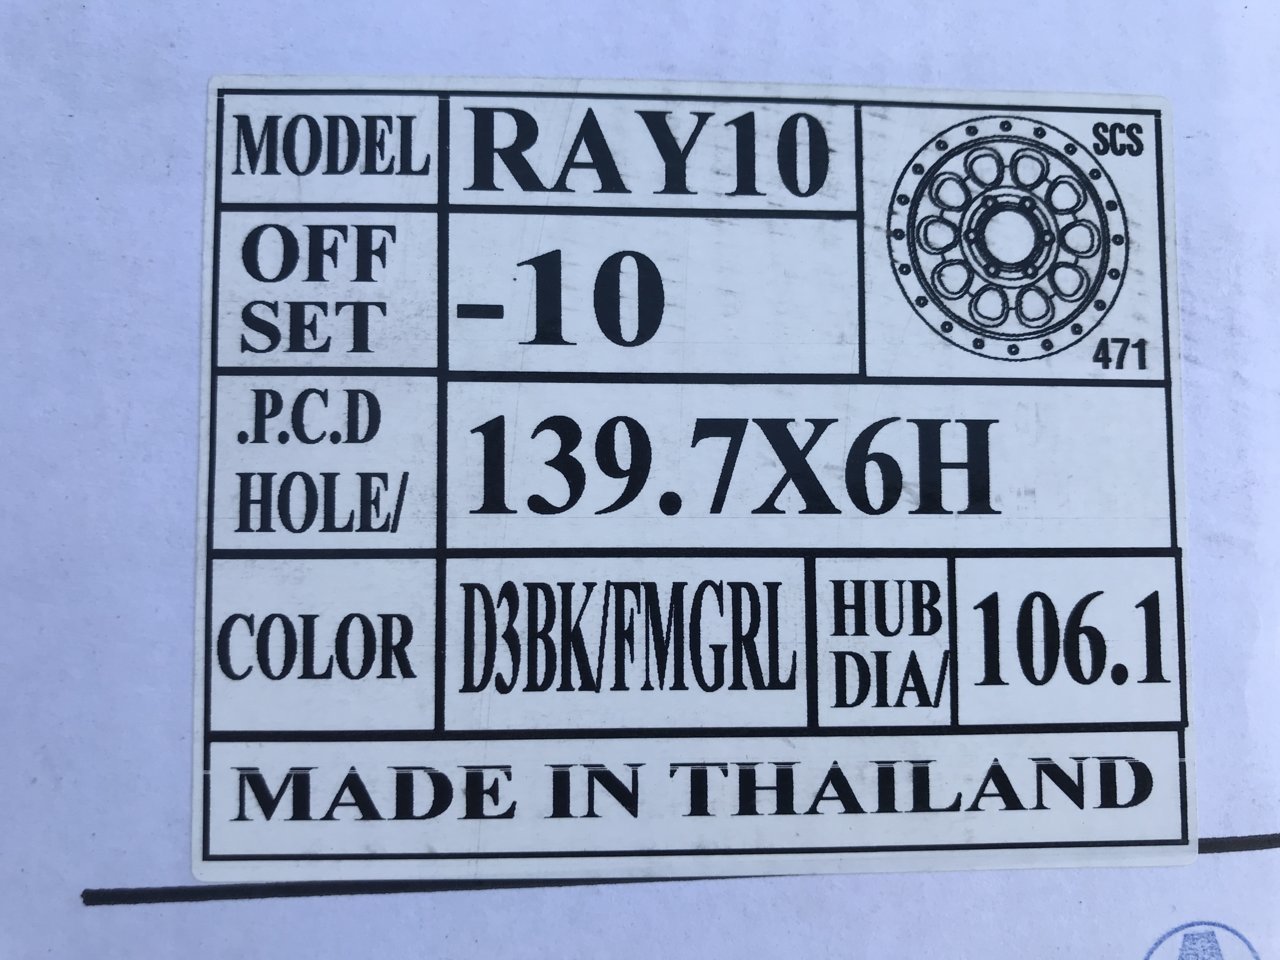 MODEL RAY10
SCS
OFF
SET
-10
471
.P.C.D
HOLE/
139.7X6H
COLOR D3BK/FMGRL
HUB
DIA/
106.1
MADE IN THAILAND